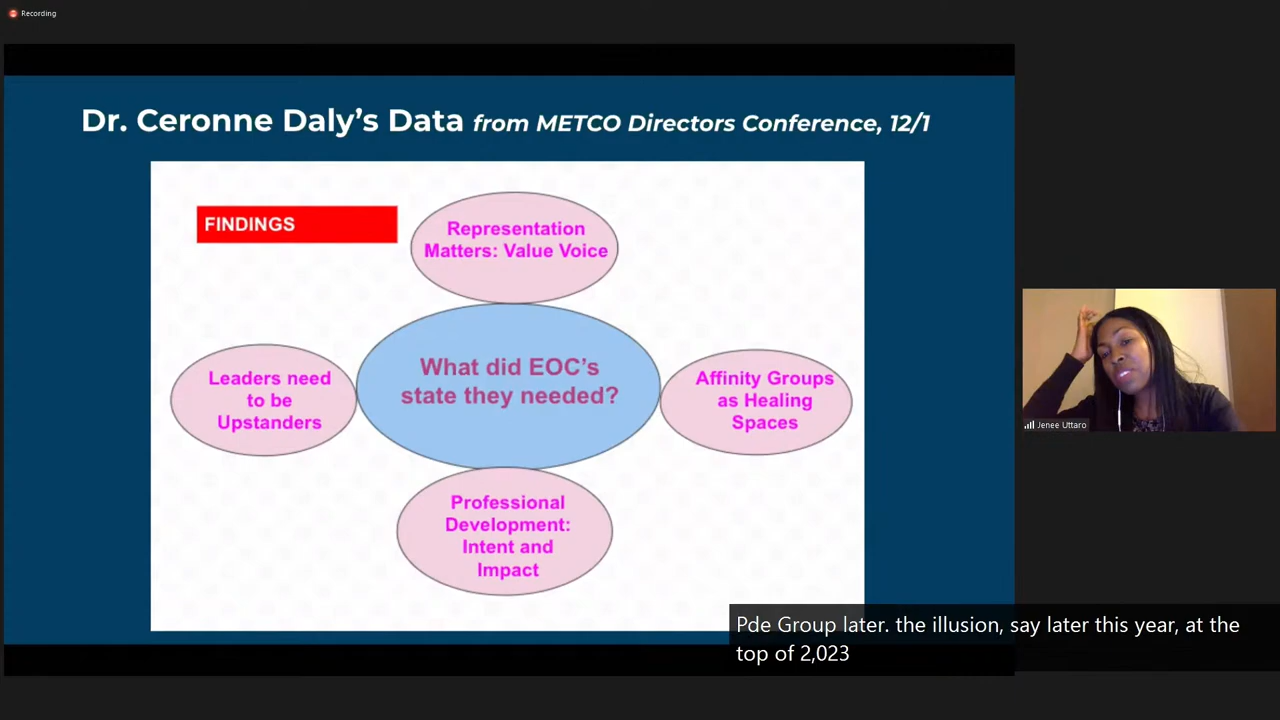 Recording
Dr. Ceronne Daly’s Data from METCO Directors Conference, 12/1
FINDINGS
Representation
Matters: Value Voice
What did EOC’s
state they needed?
Leaders need
to be
Upstanders
Affinity Groups
as Healing
Spaces
Professional
Development:
Intent and
Impact
Jenee Uttaro
Pde Group later. the illusion, say later this year, at the
top of 2,023